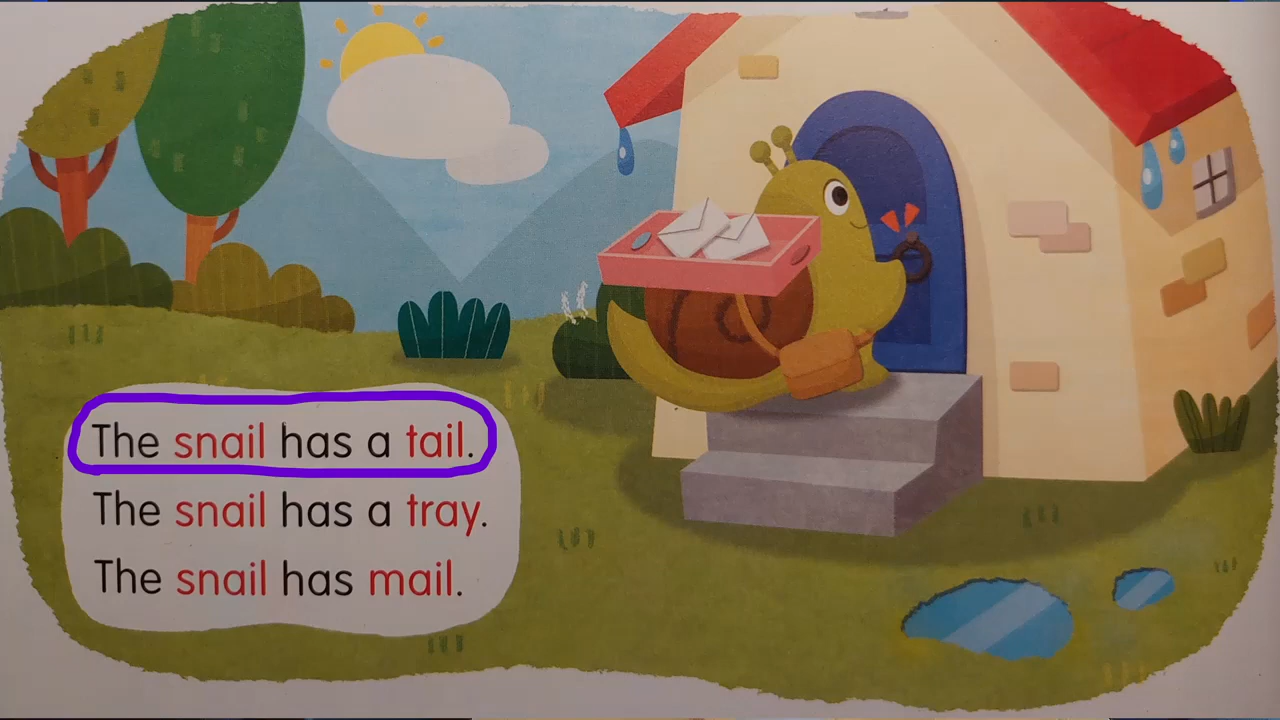 The snail has a tail.
The snail has a tray.
The snail has mail.